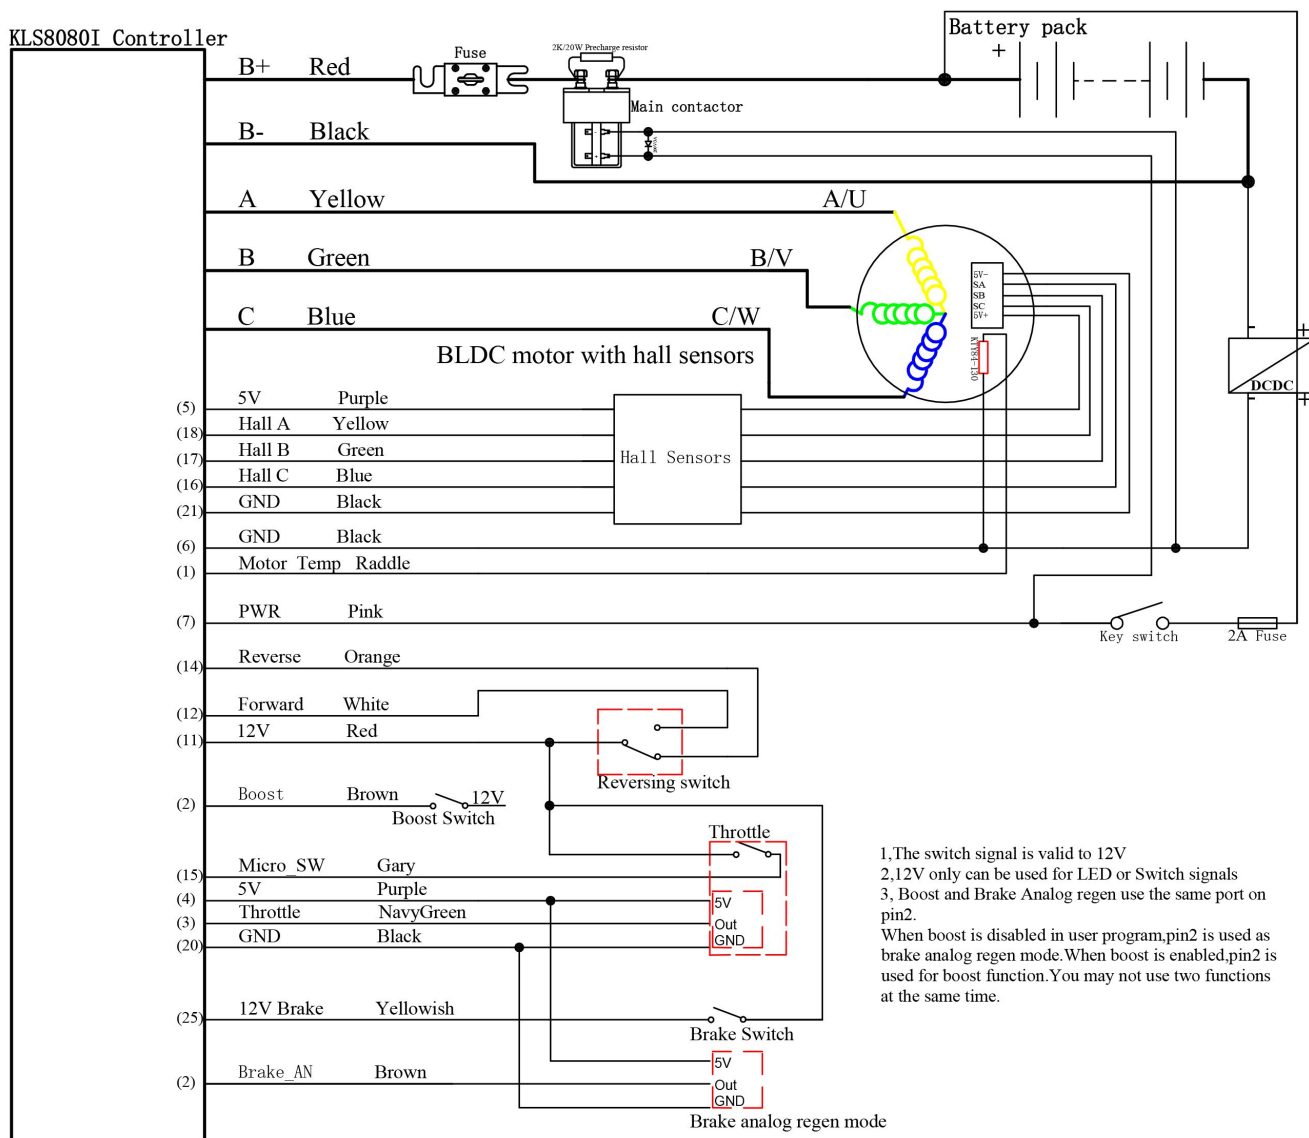 KLS8080I Controller
B+ Red
Fuse
2K/20W Precharge resistor
Main contactor
Battery pack
+
B- Black
-
+
A Yellow
A/U
B Green
B/V
C Blue
C/W
BLDC motor with hall sensors
5V-
SA
SB
SC
5V+
KTY84-130
- +
DCDC
- +
(5) 5V Purple
(18) Hall A Yellow
(17) Hall B Green
(16) Hall C Blue
(21) GND Black
Hall Sensors
(6) GND Black
(1) Motor Temp Raddle
(7) PWR Pink
Key switch
2A Fuse
(14) Reverse Orange
(12) Forward White
(11) 12V Red
Reversing switch
(2) Boost Brown
12V
Boost Switch
Throttle
(15) Micro_SW Gary
(4) 5V Purple
(3) Throttle NavyGreen
(20) GND Black
5V
Out
GND
(25) 12V Brake Yellowish
Brake Switch
(2) Brake_AN Brown
5V
Out
GND
Brake analog regen mode
1,The switch signal is valid to 12V
2,12V only can be used for LED or Switch signals
3, Boost and Brake Analog regen use the same port on
pin2.
When boost is disabled in user program,pin2 is used as
brake analog regen mode.When boost is enabled,pin2 is
used for boost function.You may not use two functions
at the same time.